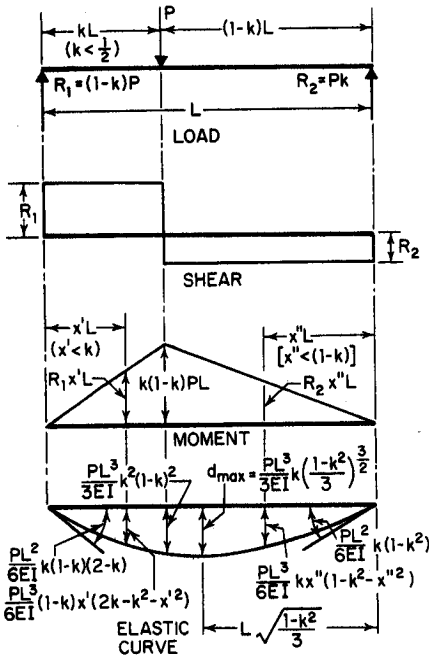 kL
P
(1-k)L
(k < 1/2)
R₁=(1-k)P
R₂=Pk
L
LOAD
R₁
R₂
SHEAR
x'L
(x'<k)
x"L
[x"<(1-k)]
R₁x'L
k(1-k)PL
R₂x"L
MOMENT
PL³/3EI k²(1-k)²
d_max = PL³/3EI k((1-k²)/3)^(3/2)
PL²/6EI k(1-k)(2-k)
PL²/6EI k(1-k²)
PL³/6EI (1-k)x'(2k-k²-x'²)
PL³/6EI kx"(1-k²-x"²)
ELASTIC
CURVE
L √((1-k²)/3)